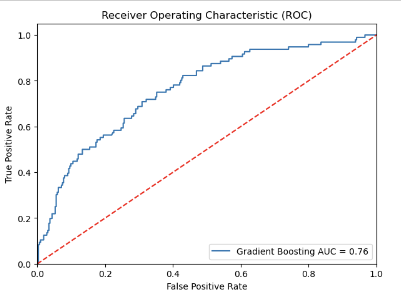 Receiver Operating Characteristic (ROC)
1.0
0.8
0.6
0.4
0.2
0.0
True Positive Rate
Gradient Boosting AUC = 0.76
0.0 0.2 0.4 0.6 0.8 1.0
False Positive Rate